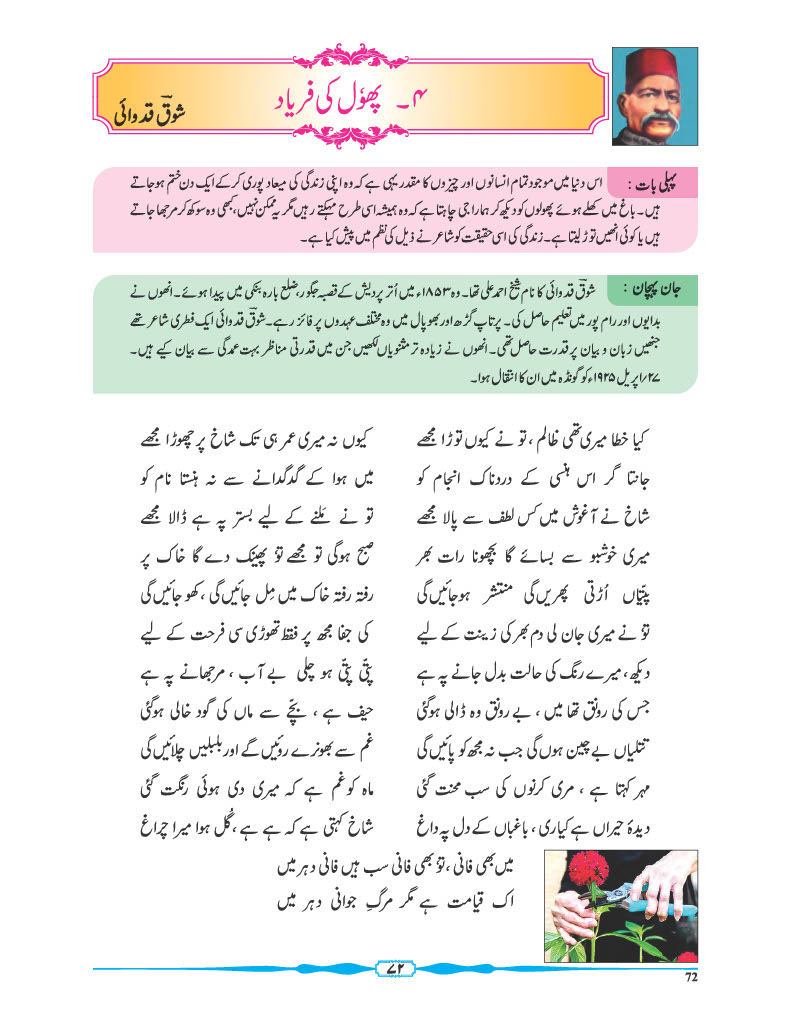 ۴ ۔ پھوٗل کی فریاد
شوقؔ قدوائی
پہلی بات : اس دنیا میں موجود تمام انسانوں اور چیزوں کا مقدر یہی ہے کہ وہ اپنی زندگی کی میعاد پوری کرکے ایک دن ختم ہوجاتے
ہیں۔ باغ میں کھلے ہوئے پھولوں کو دیکھ کر ہمارا جی چاہتا ہے کہ وہ ہمیشہ اسی طرح مہکتے رہیں مگر یہ ممکن نہیں، کبھی وہ سوکھ کر مرجھا جاتے
ہیں یا کوئی انھیں توڑ لیتا ہے۔ زندگی کی اسی حقیقت کو شاعر نے ذیل کی نظم میں پیش کیا ہے۔
جان پہچان : شوقؔ قدوائی کا نام شیخ احمد علی تھا۔ وہ ۱۸۵۳ء میں اُتر پردیش کے قصبہ جگور، ضلع بارہ بنکی میں پیدا ہوئے۔ انھوں نے
بدایوں اور رام پور میں تعلیم حاصل کی۔ پرتاپ گڑھ اور بھوپال میں وہ مختلف عہدوں پر فائز رہے۔ شوقؔ قدوائی ایک فطری شاعر تھے
جنھیں زبان و بیان پر قدرت حاصل تھی۔ انھوں نے زیادہ تر مثنویاں لکھیں جن میں قدرتی مناظر بہت عمدگی سے بیان کیے ہیں۔
۲۷؍اپریل ۱۹۲۵ء کو گونڈہ میں ان کا انتقال ہوا۔
کیا خطا میری تھی ظالم ، تو نے کیوں توڑا مجھے کیوں نہ میری عمر ہی تک شاخ پر چھوڑا مجھے
جانتا گر اس ہنسی کے دردناک انجام کو میں ہوا کے گدگدانے سے نہ ہنستا نام کو
شاخ نے آغوش میں کس لطف سے پالا مجھے تو نے مَلنے کے لیے بستر پہ ہے ڈالا مجھے
میری خوشبو سے بسائے گا بچھونا رات بھر صبح ہوگی تو مجھے توٗ پھینک دے گا خاک پر
پتیّاں اُڑتی پھریں گی منتشر ہوجائیں گی رفتہ رفتہ خاک میں مِل جائیں گی ، کھو جائیں گی
توٗ نے میری جان لی دم بھر کی زینت کے لیے کی جفا مجھ پر فقط تھوڑی سی فرحت کے لیے
دیکھ، میرے رنگ کی حالت بدل جانے پہ ہے پتّی پتّی ہو چلی بے آب ، مرجھانے پہ ہے
جس کی رونق تھا میں ، بے رونق وہ ڈالی ہوگئی حیف ہے ، بچّے سے ماں کی گود خالی ہوگئی
تتلیاں بے چین ہوں گی جب نہ مجھ کو پائیں گی غم سے بھونرے روئیں گے اور بلبلیں چلائیں گی
مہر کہتا ہے ، مری کرنوں کی سب محنت گئی ماہ کو غم ہے کہ میری دی ہوئی رنگت گئی
دیدۂ حیراں ہے کیاری ، باغباں کے دل پہ داغ شاخ کہتی ہے کہ ہے ہے ، گُل ہوا میرا چراغ
میں بھی فانی ، توٗ بھی فانی سب ہیں فانی دہر میں
اک قیامت ہے مگر مرگِ جوانی دہر میں
۷۲
72